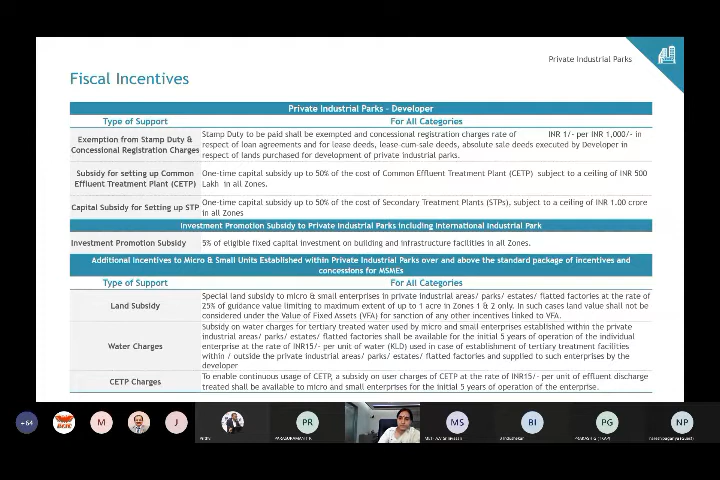 Private Industrial Parks
Fiscal Incentives
Private Industrial Parks – Developer
Type of Support
For All Categories
Exemption from Stamp Duty &
Concessional Registration Charges
Stamp Duty to be paid shall be exempted and concessional registration charges rate of INR 1/- per INR 1,000/- in
respect of loan agreements and for lease deeds, lease-cum-sale deeds, absolute sale deeds executed by Developer in
respect of lands purchased for development of private industrial parks.
Subsidy for setting up Common
Effluent Treatment Plant (CETP)
One-time capital subsidy up to 50% of the cost of Common Effluent Treatment Plant (CETP) subject to a ceiling of INR 500
Lakh in all Zones.
Capital Subsidy for Setting up STP
One-time capital subsidy up to 50% of the cost of Secondary Treatment Plants (STPs), subject to a ceiling of INR 1.00 crore
in all Zones
Investment Promotion Subsidy to Private Industrial Parks including International Industrial Park
Investment Promotion Subsidy
5% of eligible fixed capital investment on building and infrastructure facilities in all Zones.
Additional Incentives to Micro & Small Units Established within Private Industrial Parks over and above the standard package of incentives and
concessions for MSMEs
Type of Support
For All Categories
Land Subsidy
Special land subsidy to micro & small enterprises in private industrial areas/ parks/ estates/ flatted factories at the rate of
25% of guidance value limiting to maximum extent of up to 1 acre in Zones 1 & 2 only. In such cases land value shall not be
considered under the Value of Fixed Assets (VFA) for sanction of any other incentives linked to VFA.
Water Charges
Subsidy on water charges for tertiary treated water used by micro and small enterprises established within the private
industrial areas/ parks/ estates/ flatted factories shall be available for the initial 5 years of operation of the individual
enterprise at the rate of INR15/- per unit of water (KLD) used in case of establishment of tertiary treatment facilities
within / outside the private industrial areas/ parks/ estates/ flatted factories and supplied to such enterprises by the
developer
CETP Charges
To enable continuous usage of CETP, a subsidy on user charges of CETP at the rate of INR15/- per unit of effluent discharge
treated shall be available to micro and small enterprises for the initial 5 years of operation of the enterprise.
+64
M
J
PR
MS
BI
PG
NP